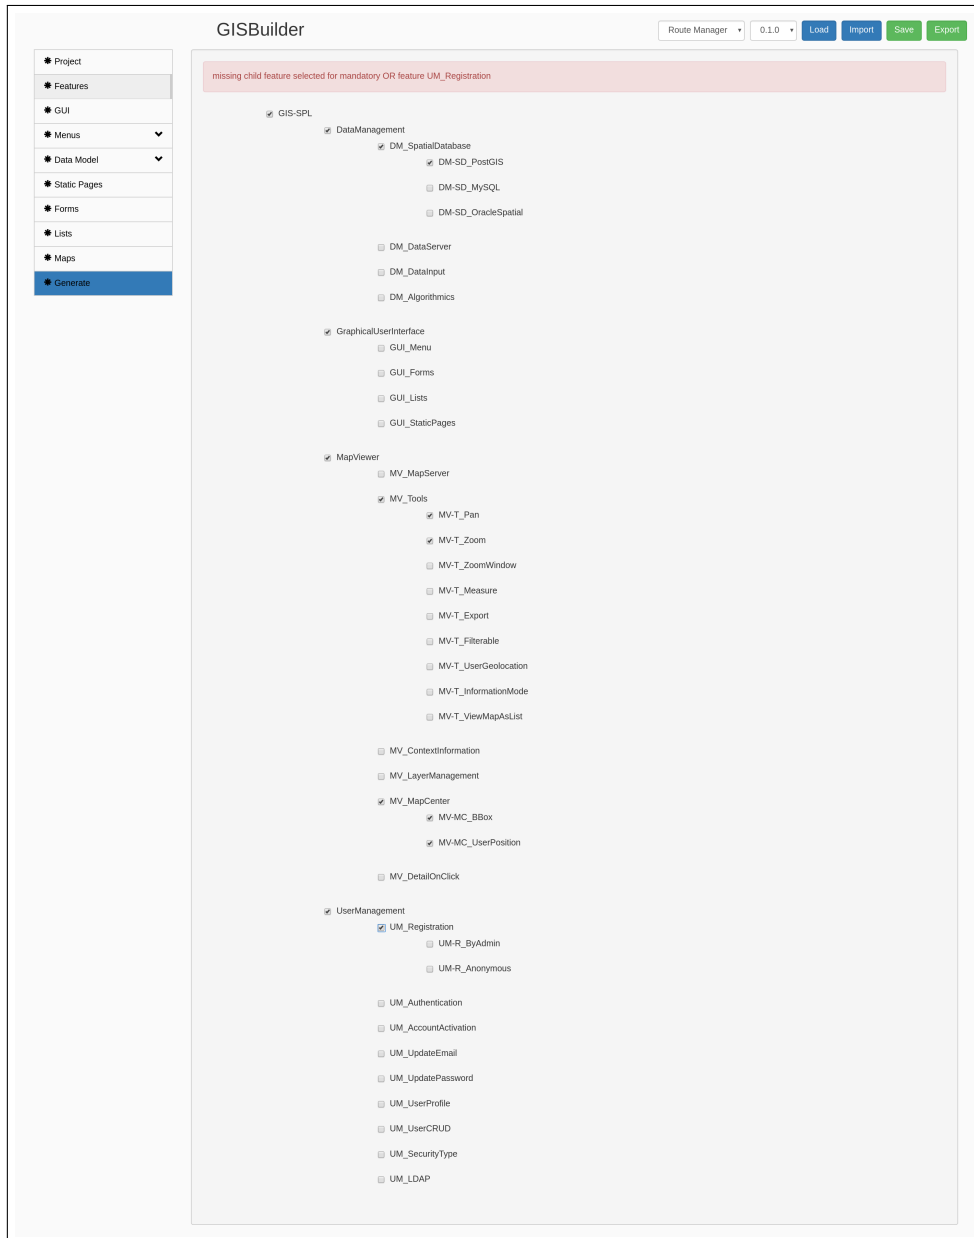 GISBuilder
Route Manager
0.1.0
Load
Import
Save
Export
Project
Features
GUI
Menus
Data Model
Static Pages
Forms
Lists
Maps
Generate
missing child feature selected for mandatory OR feature UM_Registration
GIS-SPL
DataManagement
DM_SpatialDatabase
DM-SD_PostGIS
DM-SD_MySQL
DM-SD_OracleSpatial
DM_DataServer
DM_DataInput
DM_Algorithmics
GraphicalUserInterface
GUI_Menu
GUI_Forms
GUI_Lists
GUI_StaticPages
MapViewer
MV_MapServer
MV_Tools
MV-T_Pan
MV-T_Zoom
MV-T_ZoomWindow
MV-T_Measure
MV-T_Export
MV-T_Filterable
MV-T_UserGeolocation
MV-T_InformationMode
MV-T_ViewMapAsList
MV_ContextInformation
MV_LayerManagement
MV_MapCenter
MV-MC_BBox
MV-MC_UserPosition
MV_DetailOnClick
UserManagement
UM_Registration
UM-R_ByAdmin
UM-R_Anonymous
UM_Authentication
UM_AccountActivation
UM_UpdateEmail
UM_UpdatePassword
UM_UserProfile
UM_UserCRUD
UM_SecurityType
UM_LDAP